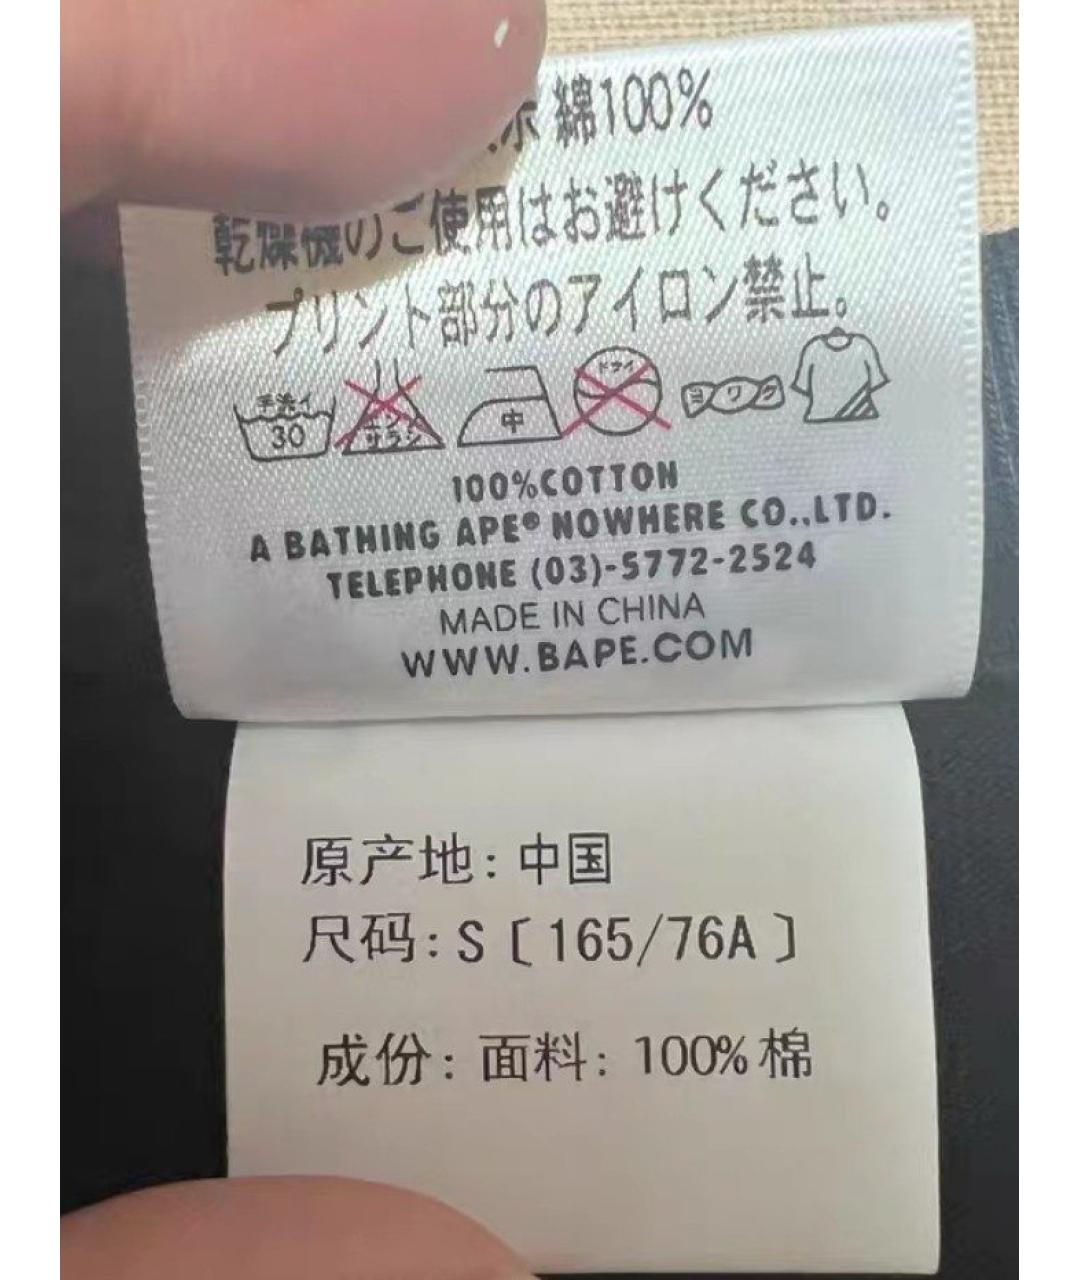 綿100%
乾燥機のご使用はお避けください。
プリント部分のアイロン禁止。
手洗イ 30 エンソサラシ 中 ドライ ヨワク
100%COTTON
A BATHING APE® NOWHERE CO.,LTD.
TELEPHONE (03)-5772-2524
MADE IN CHINA
WWW.BAPE.COM
原产地: 中国
尺码: S〔165/76A〕
成份: 面料: 100%棉